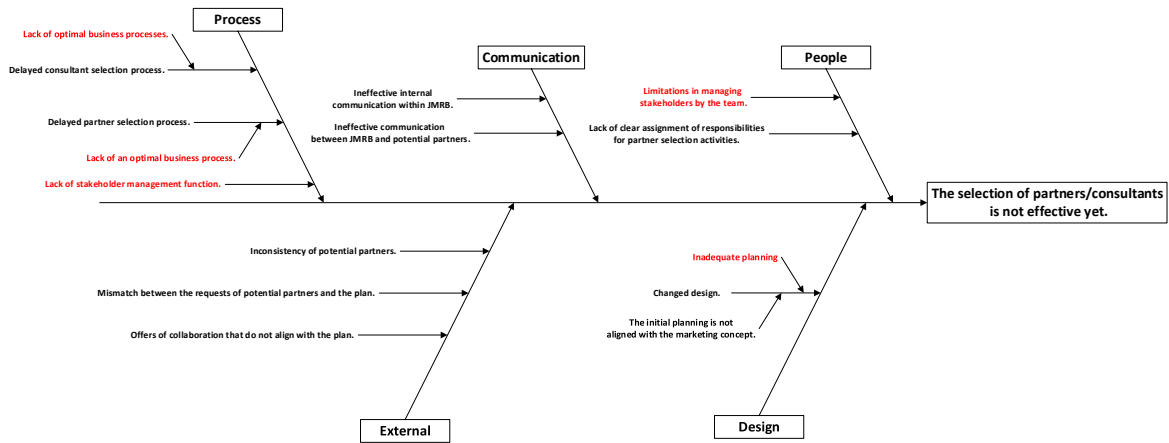 Process
Lack of optimal business processes.
Delayed consultant selection process.
Delayed partner selection process.
Lack of an optimal business process.
Lack of stakeholder management function.
Communication
Ineffective internal
communication within JMRB.
Ineffective communication
between JMRB and potential partners.
People
Limitations in managing
stakeholders by the team.
Lack of clear assignment of responsibilities
for partner selection activities.
The selection of partners/consultants
is not effective yet.
Inconsistency of potential partners.
Mismatch between the requests of potential partners and the plan.
Offers of collaboration that do not align with the plan.
External
Inadequate planning
Changed design.
The initial planning is not
aligned with the marketing concept.
Design